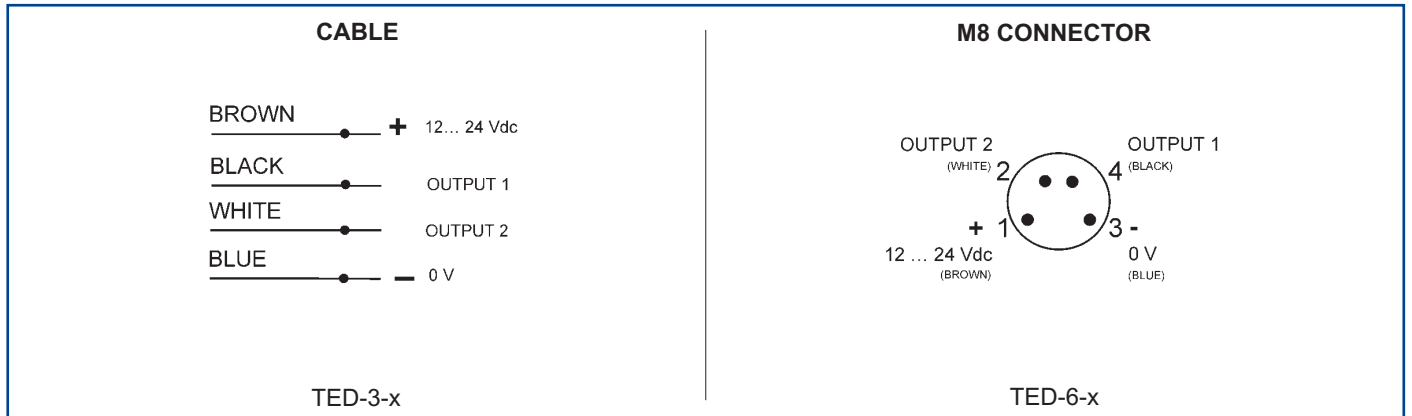 CABLE
BROWN
+ 12... 24 Vdc
BLACK
OUTPUT 1
WHITE
OUTPUT 2
BLUE
− 0 V
TED-3-x
M8 CONNECTOR
OUTPUT 2
(WHITE) 2
OUTPUT 1
4 (BLACK)
+ 1
12 ... 24 Vdc
(BROWN)
3 -
0 V
(BLUE)
TED-6-x